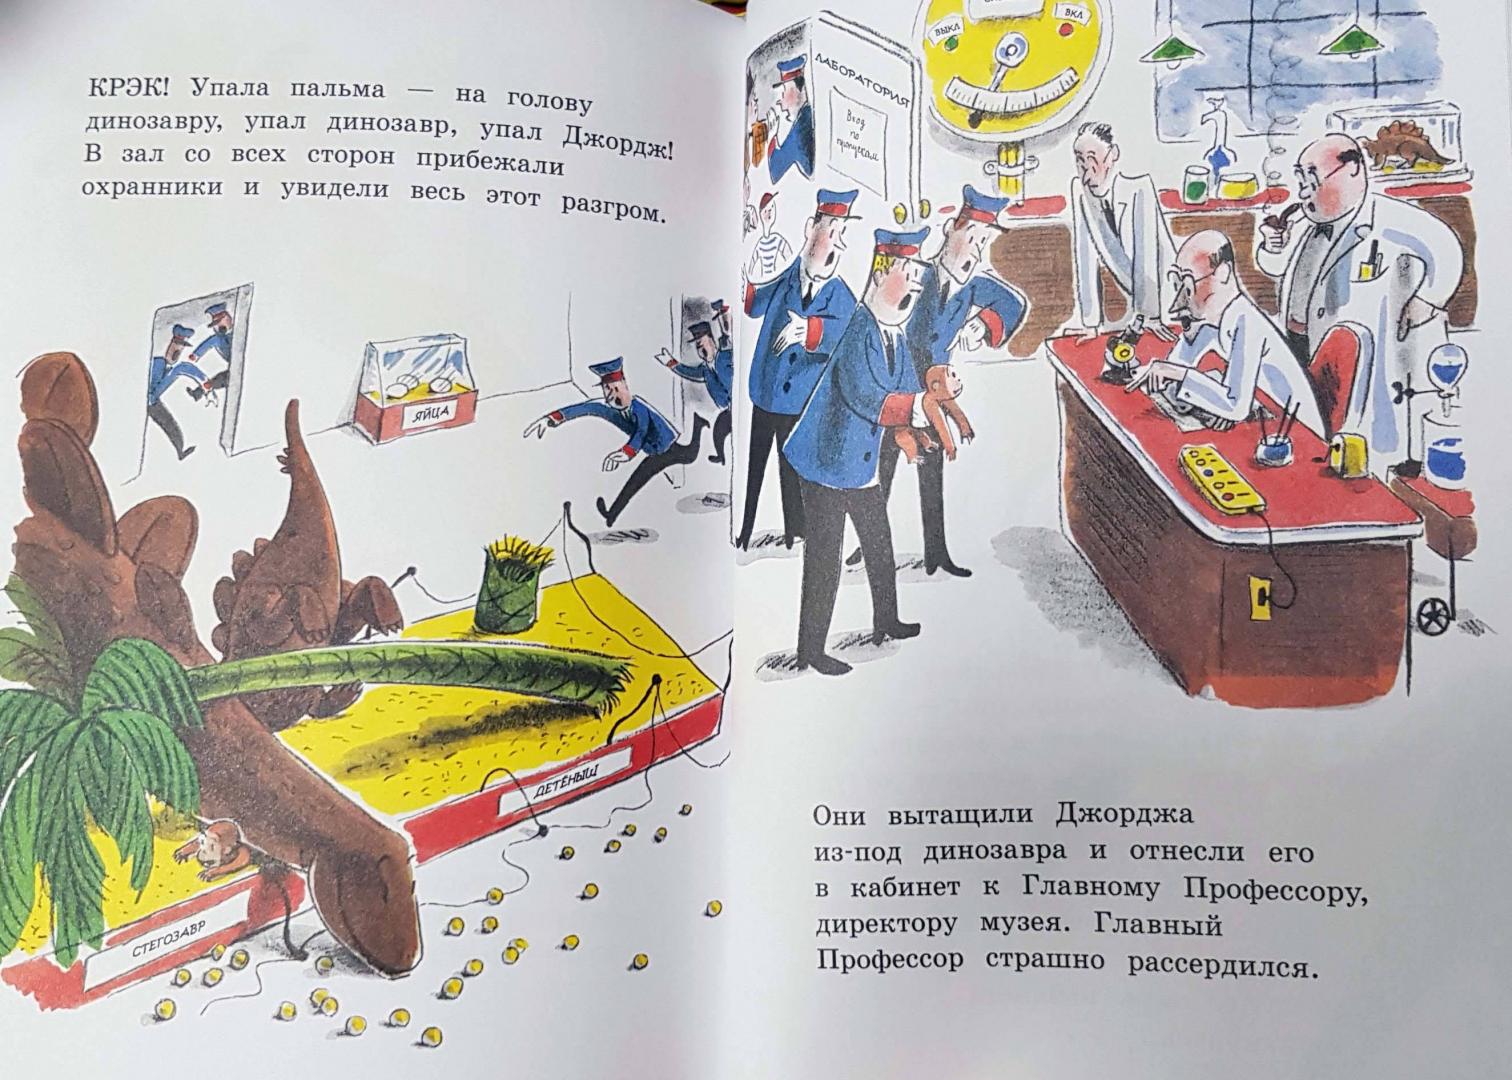 КРЭК! Упала пальма — на голову
динозавру, упал динозавр, упал Джордж!
В зал со всех сторон прибежали
охранники и увидели весь этот разгром.
ЯЙЦА
ДЕТЁНЫШ
СТЕГОЗАВР
ВЫКЛ
ВКЛ
ЛАБОРАТОРИЯ
Вход
по
пропускам
Они вытащили Джорджа
из-под динозавра и отнесли его
в кабинет к Главному Профессору,
директору музея. Главный
Профессор страшно рассердился.